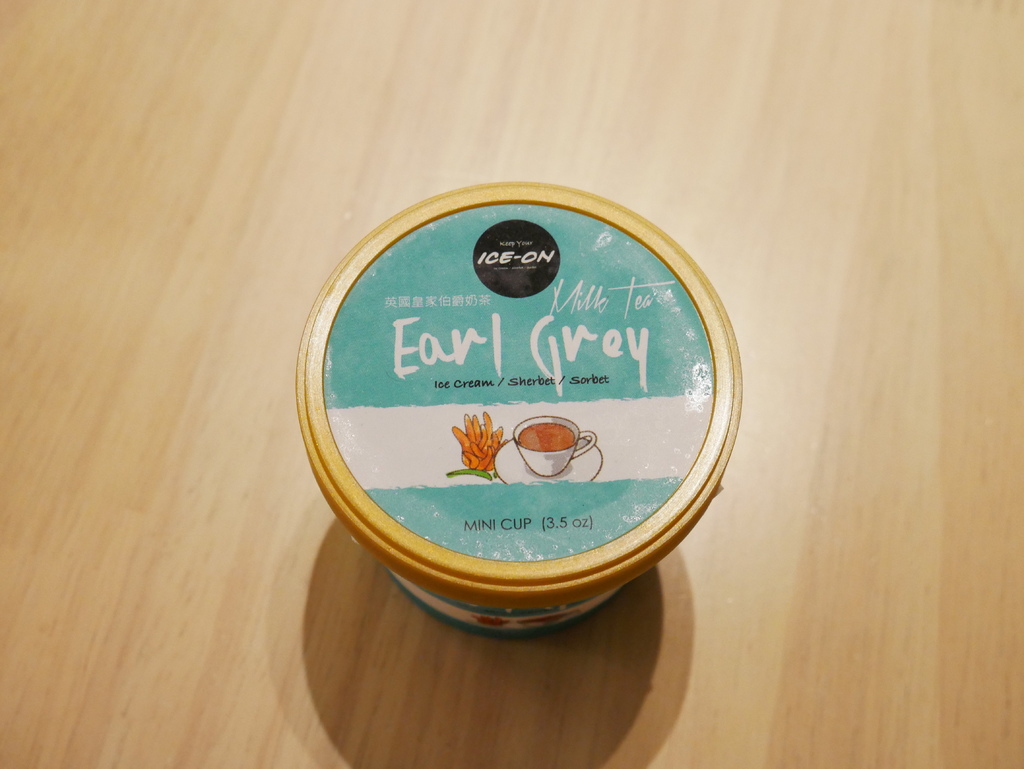 Keep Your
ICE-ON
英國皇家伯爵奶茶
Milk Tea
Earl Grey
Ice Cream / Sherbet / Sorbet
MINI CUP (3.5 oz)